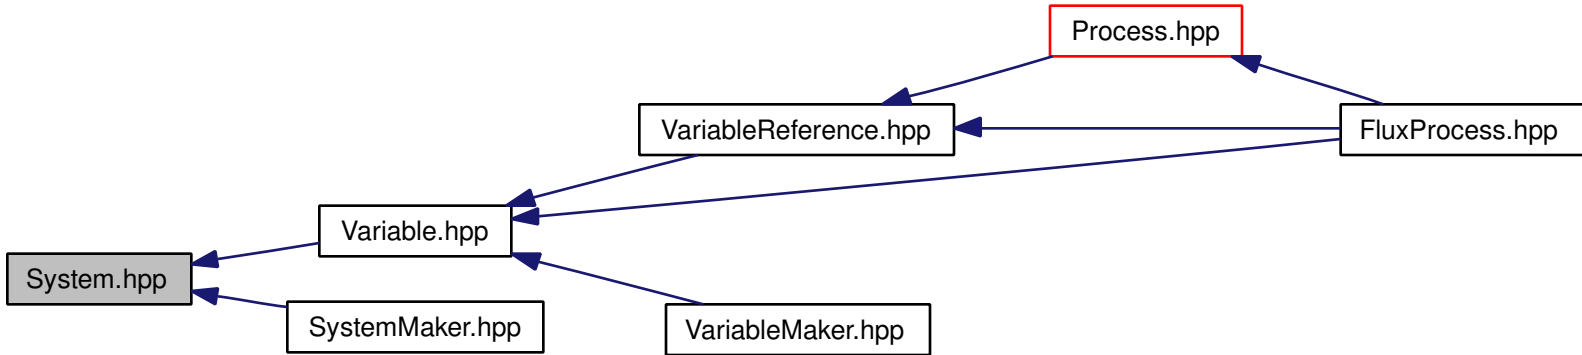 Process.hpp
VariableReference.hpp
FluxProcess.hpp
Variable.hpp
System.hpp
SystemMaker.hpp
VariableMaker.hpp